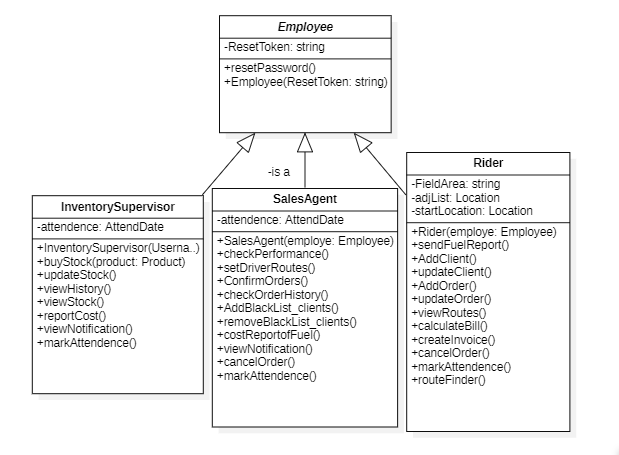 Employee
-ResetToken: string
+resetPassword()
+Employee(ResetToken: string)
-is a
InventorySupervisor
-attendence: AttendDate
+InventorySupervisor(Userna..)
+buyStock(product: Product)
+updateStock()
+viewHistory()
+viewStock()
+reportCost()
+viewNotification()
+markAttendence()
SalesAgent
-attendence: AttendDate
+SalesAgent(employe: Employee)
+checkPerformance()
+setDriverRoutes()
+ConfirmOrders()
+checkOrderHistory()
+AddBlackList_clients()
+removeBlackList_clients()
+costReportofFuel()
+viewNotification()
+cancelOrder()
+markAttendence()
Rider
-FieldArea: string
-adjList: Location
-startLocation: Location
+Rider(employe: Employee)
+sendFuelReport()
+AddClient()
+updateClient()
+AddOrder()
+updateOrder()
+viewRoutes()
+calculateBill()
+createInvoice()
+cancelOrder()
+markAttendence()
+routeFinder()